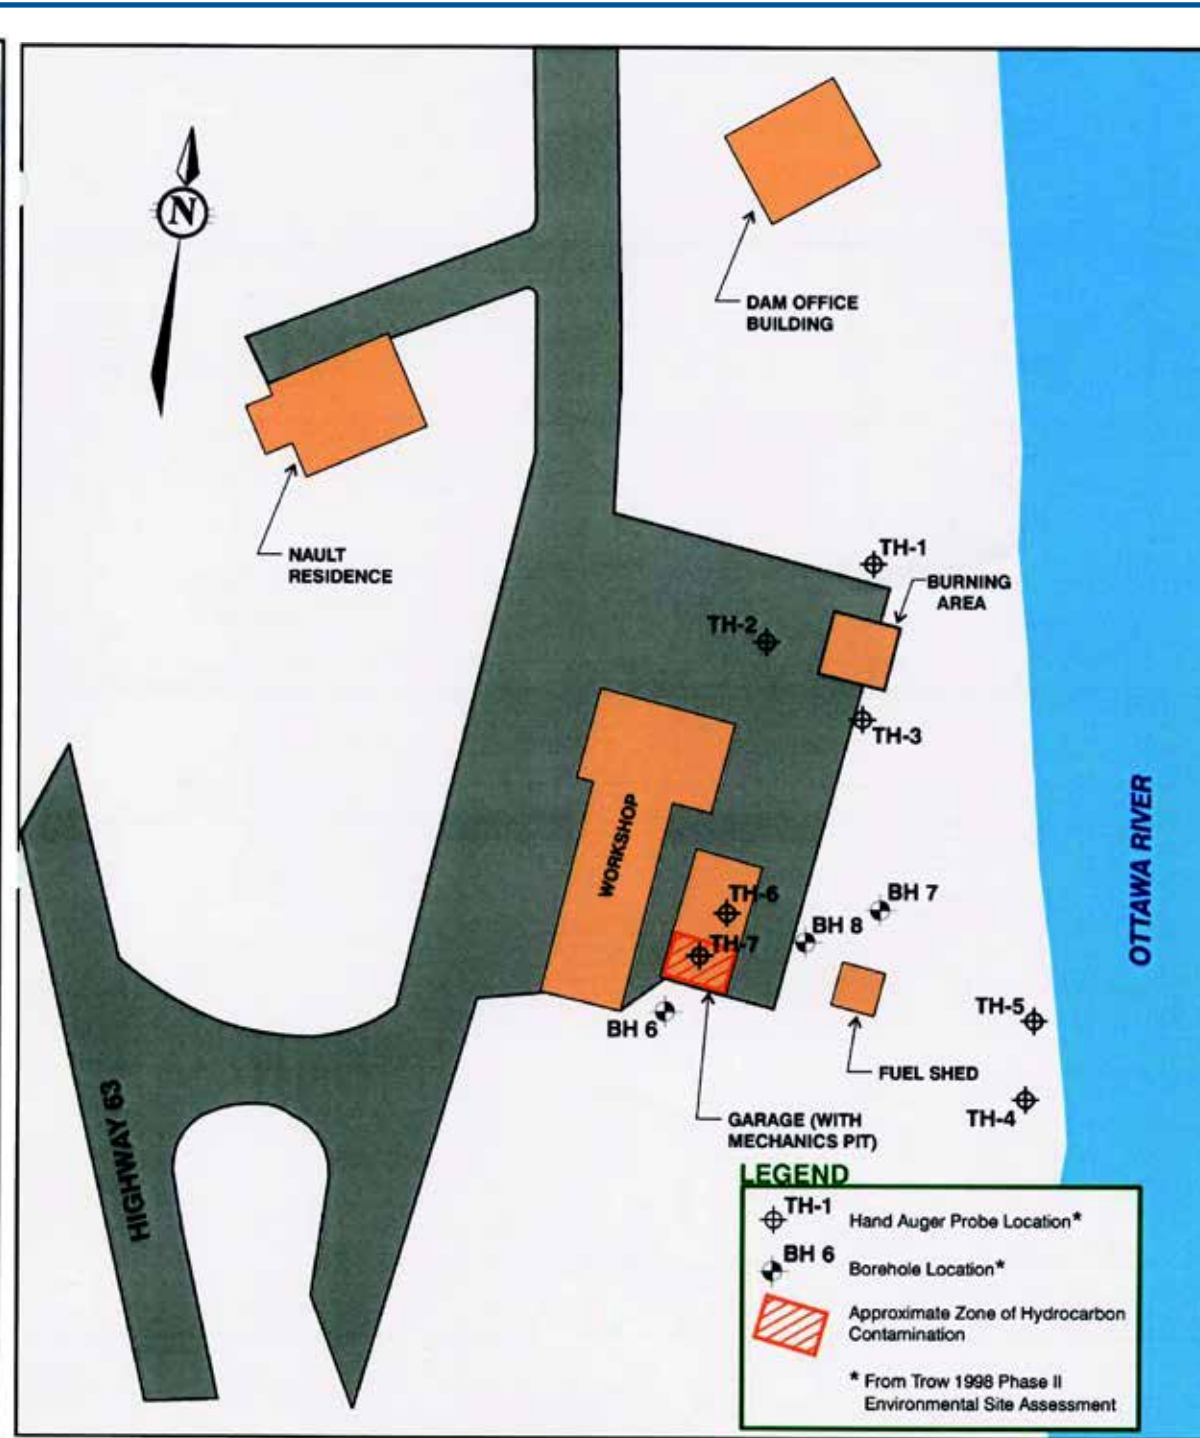 N
DAM OFFICE
BUILDING
NAULT
RESIDENCE
TH-1
BURNING
AREA
TH-2
TH-3
WORKSHOP
OTTAWA RIVER
TH-6
BH 7
BH 8
TH-7
TH-5
BH 6
FUEL SHED
TH-4
GARAGE (WITH
MECHANICS PIT)
HIGHWAY 63
LEGEND
TH-1
Hand Auger Probe Location*
BH 6
Borehole Location*
Approximate Zone of Hydrocarbon
Contamination
* From Trow 1998 Phase II
Environmental Site Assessment